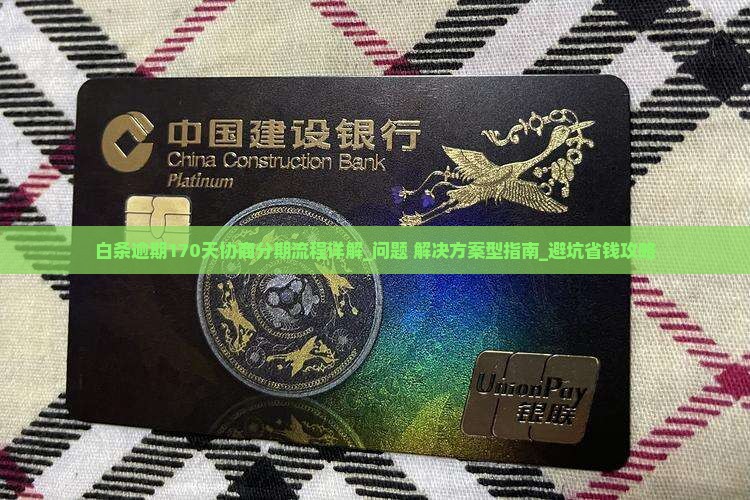 中国建设银行
China Construction Bank
Platinum
白条逾期170天协商分期流程详解_问题 解决方案型指南_避坑省钱攻略
UnionPay
银联